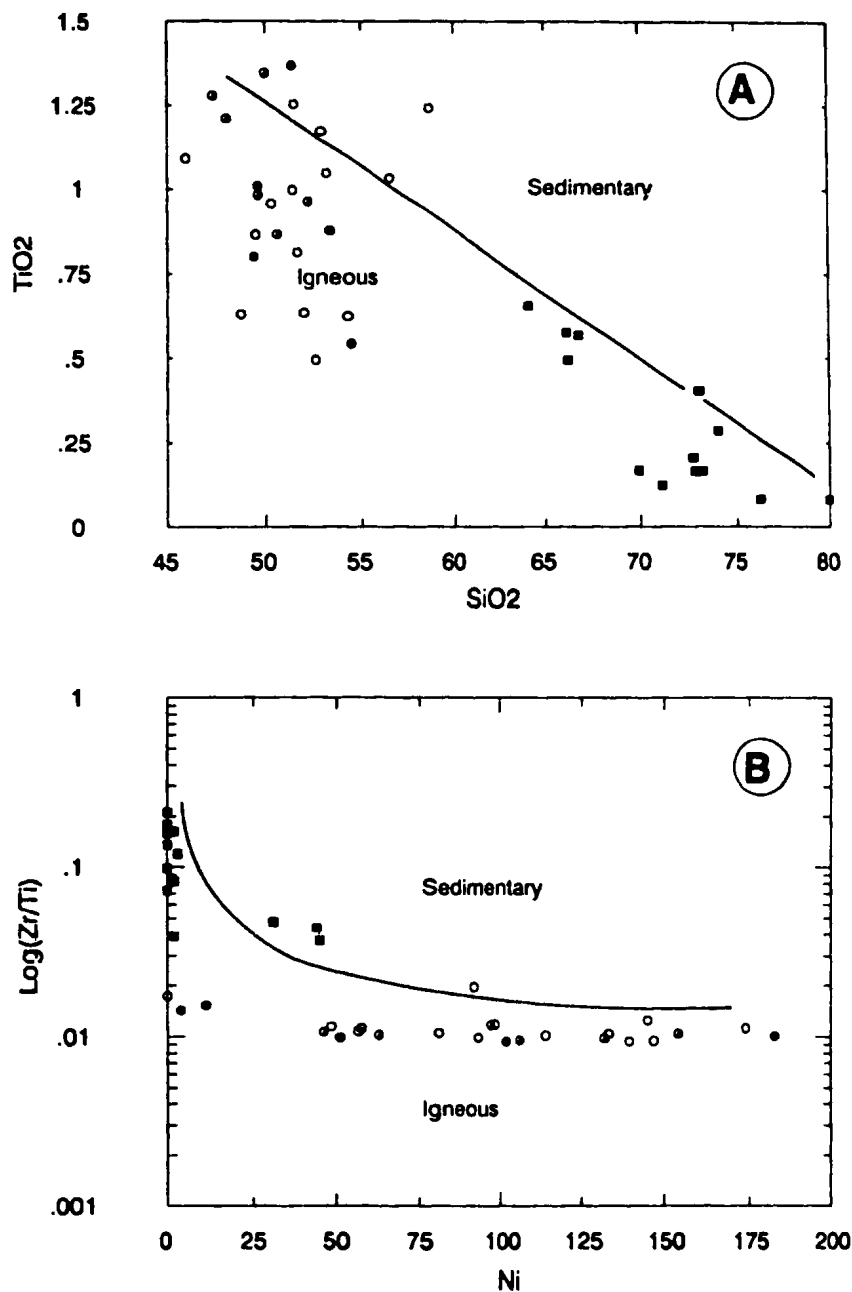 1.5
A
1.25
1
Sedimentary
TiO2
.75
Igneous
.5
.25
0
45 50 55 60 65 70 75 80
SiO2
1
B
.1
Sedimentary
Log(Zr/Ti)
.01
Igneous
.001
0 25 50 75 100 125 150 175 200
Ni